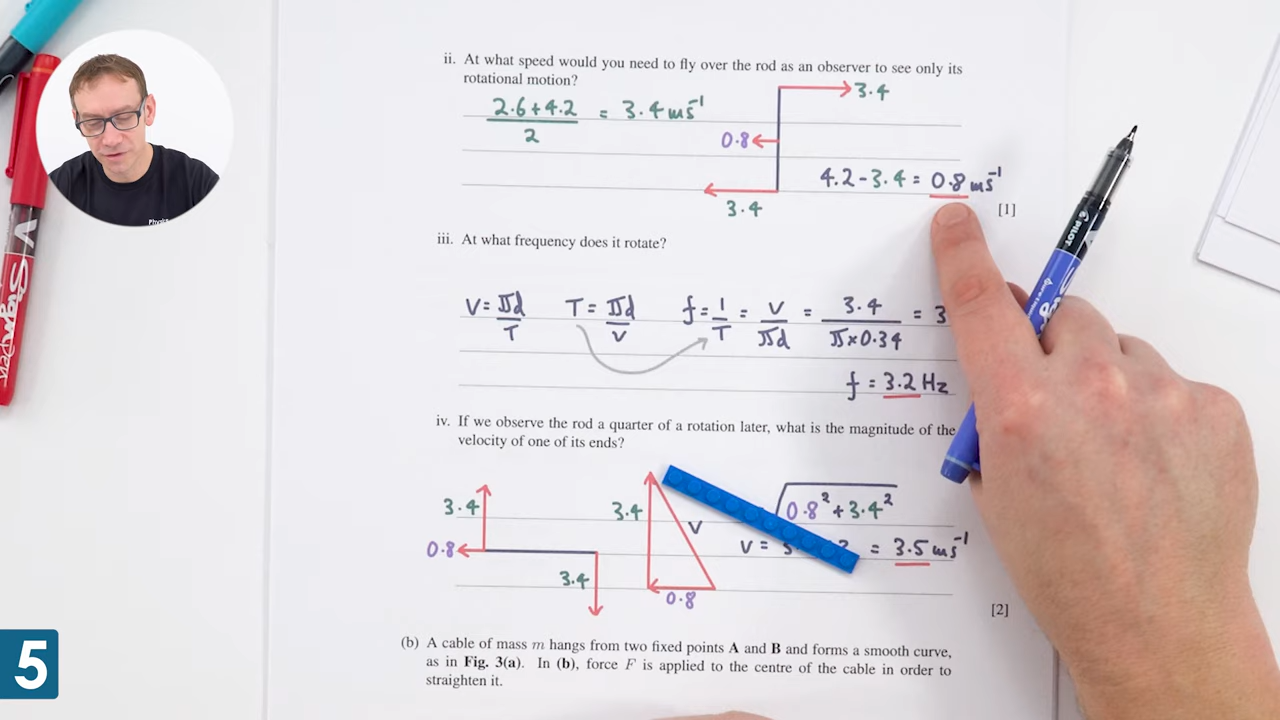 ii. At what speed would you need to fly over the rod as an observer to see only its
rotational motion?
2.6+4.2 / 2 = 3.4 ms⁻¹
3.4
0.8
4.2-3.4 = 0.8 ms⁻¹
3.4
[1]
iii. At what frequency does it rotate?
V = πd/T T = πd/V f = 1/T = V/πd = 3.4/π×0.34 = 3
f = 3.2 Hz
iv. If we observe the rod a quarter of a rotation later, what is the magnitude of the
velocity of one of its ends?
3.4 3.4 √0.8²+3.4²
0.8 V V = = 3.5 ms⁻¹
3.4
0.8
[2]
(b) A cable of mass m hangs from two fixed points A and B and forms a smooth curve,
as in Fig. 3(a). In (b), force F is applied to the centre of the cable in order to
straighten it.
5
PILOT
Physics